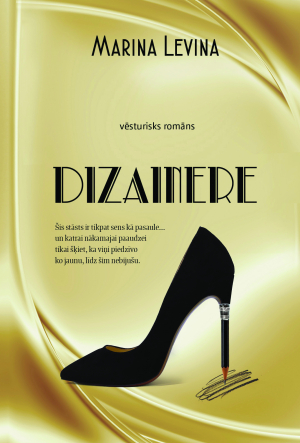 MARINA LEVINA
vēsturisks romāns
DIZAINERE
Šis stāsts ir tikpat sens kā pasaule...
un katrai nākamajai paaudzei
tikai šķiet, ka viņi piedzīvo
ko jaunu, līdz šim nebijušu.